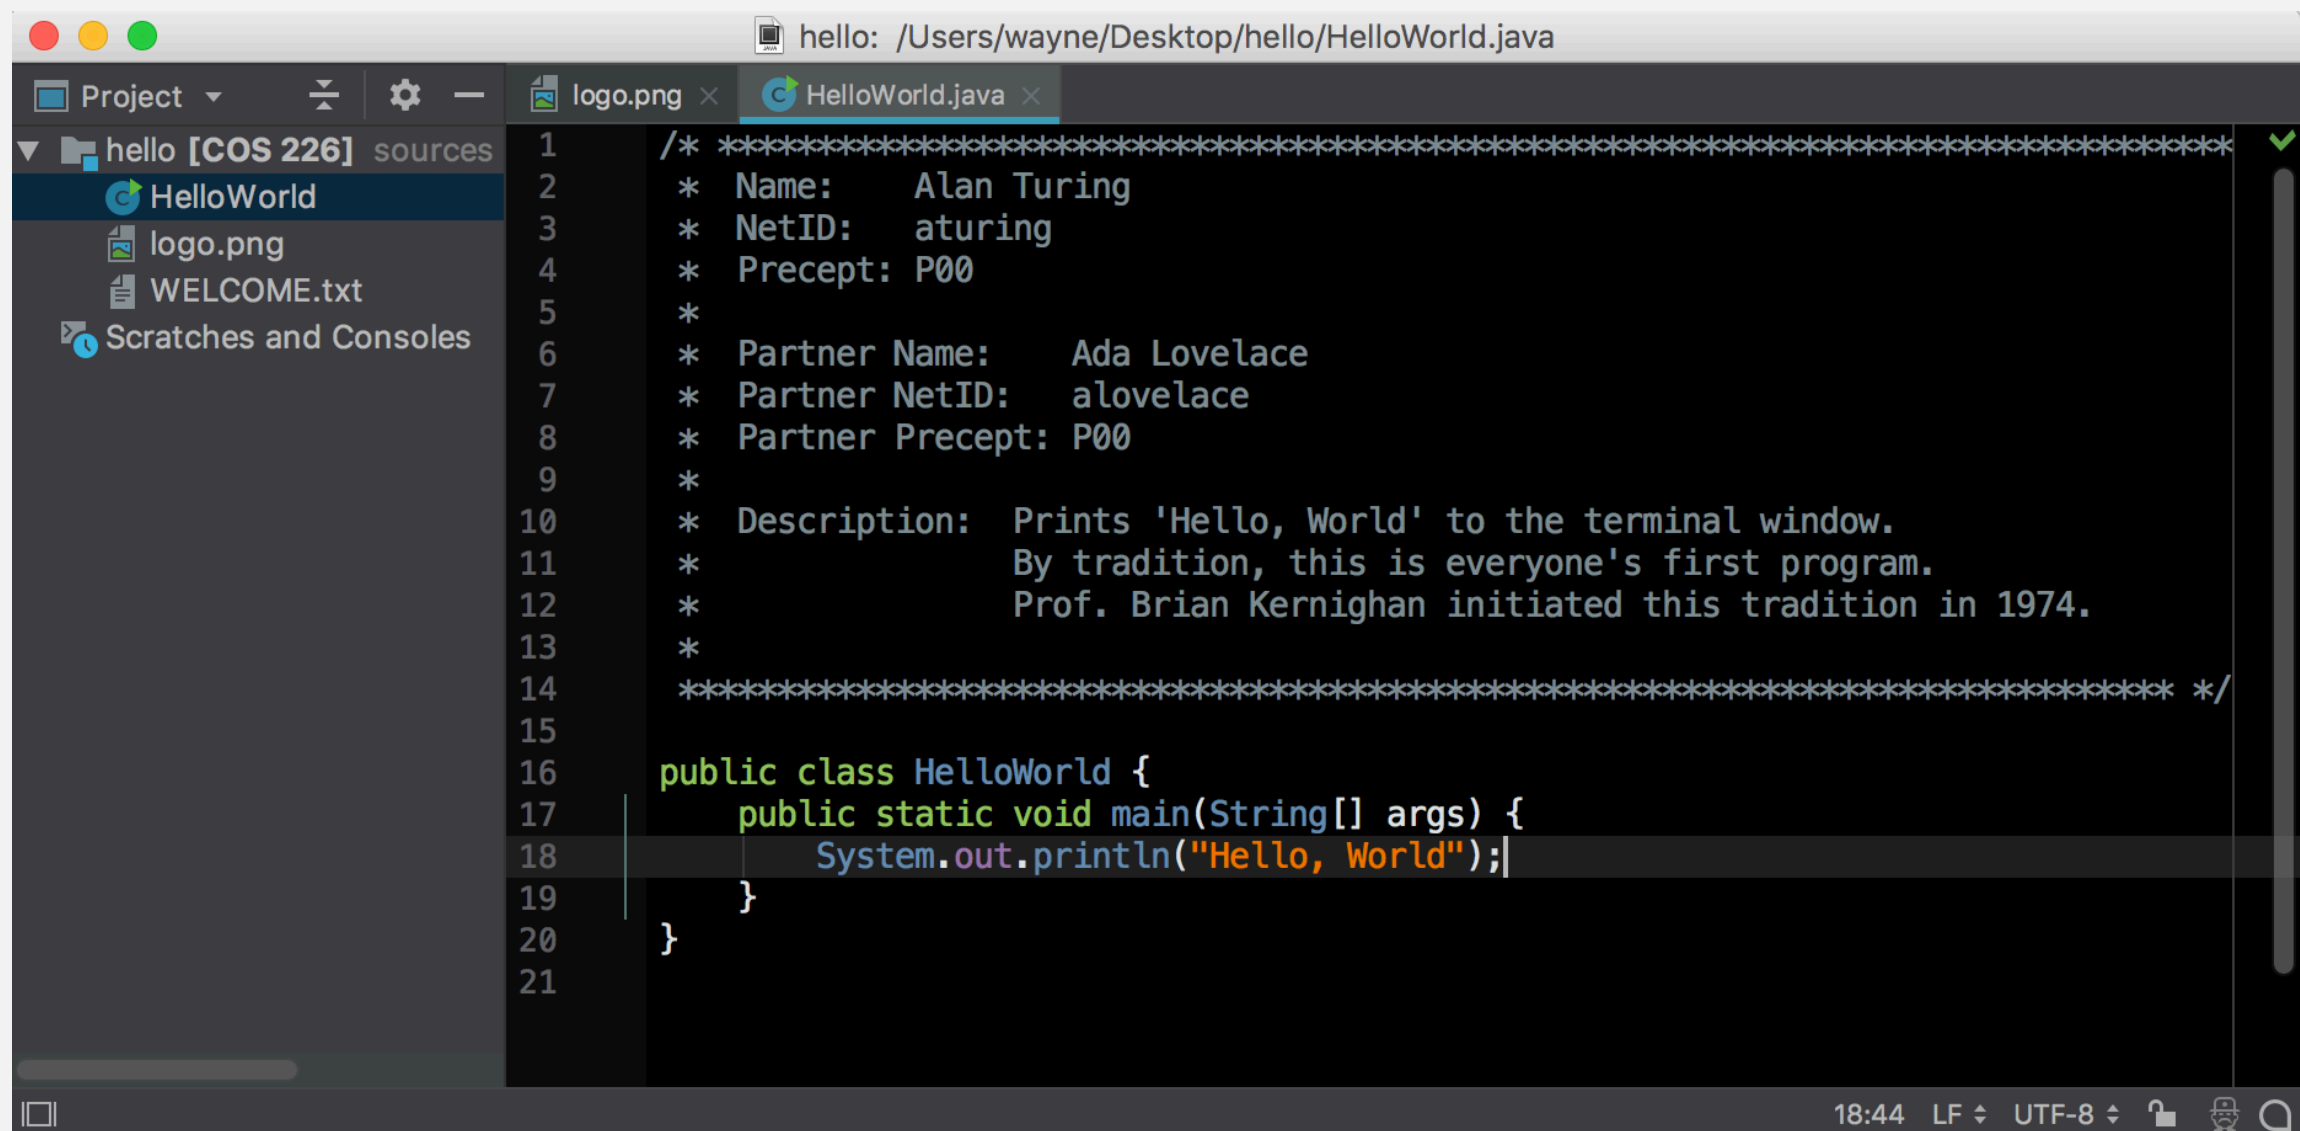 hello: /Users/wayne/Desktop/hello/HelloWorld.java
Project
logo.png
HelloWorld.java
hello [COS 226] sources
HelloWorld
logo.png
WELCOME.txt
Scratches and Consoles
1 /* *****************************************************************************
2  *  Name:    Alan Turing
3  *  NetID:   aturing
4  *  Precept: P00
5  *
6  *  Partner Name:    Ada Lovelace
7  *  Partner NetID:   alovelace
8  *  Partner Precept: P00
9  *
10  *  Description:  Prints 'Hello, World' to the terminal window.
11  *                By tradition, this is everyone's first program.
12  *                Prof. Brian Kernighan initiated this tradition in 1974.
13  *
14  **************************************************************************** */
15
16 public class HelloWorld {
17     public static void main(String[] args) {
18         System.out.println("Hello, World");
19     }
20 }
21
18:44 LF UTF-8